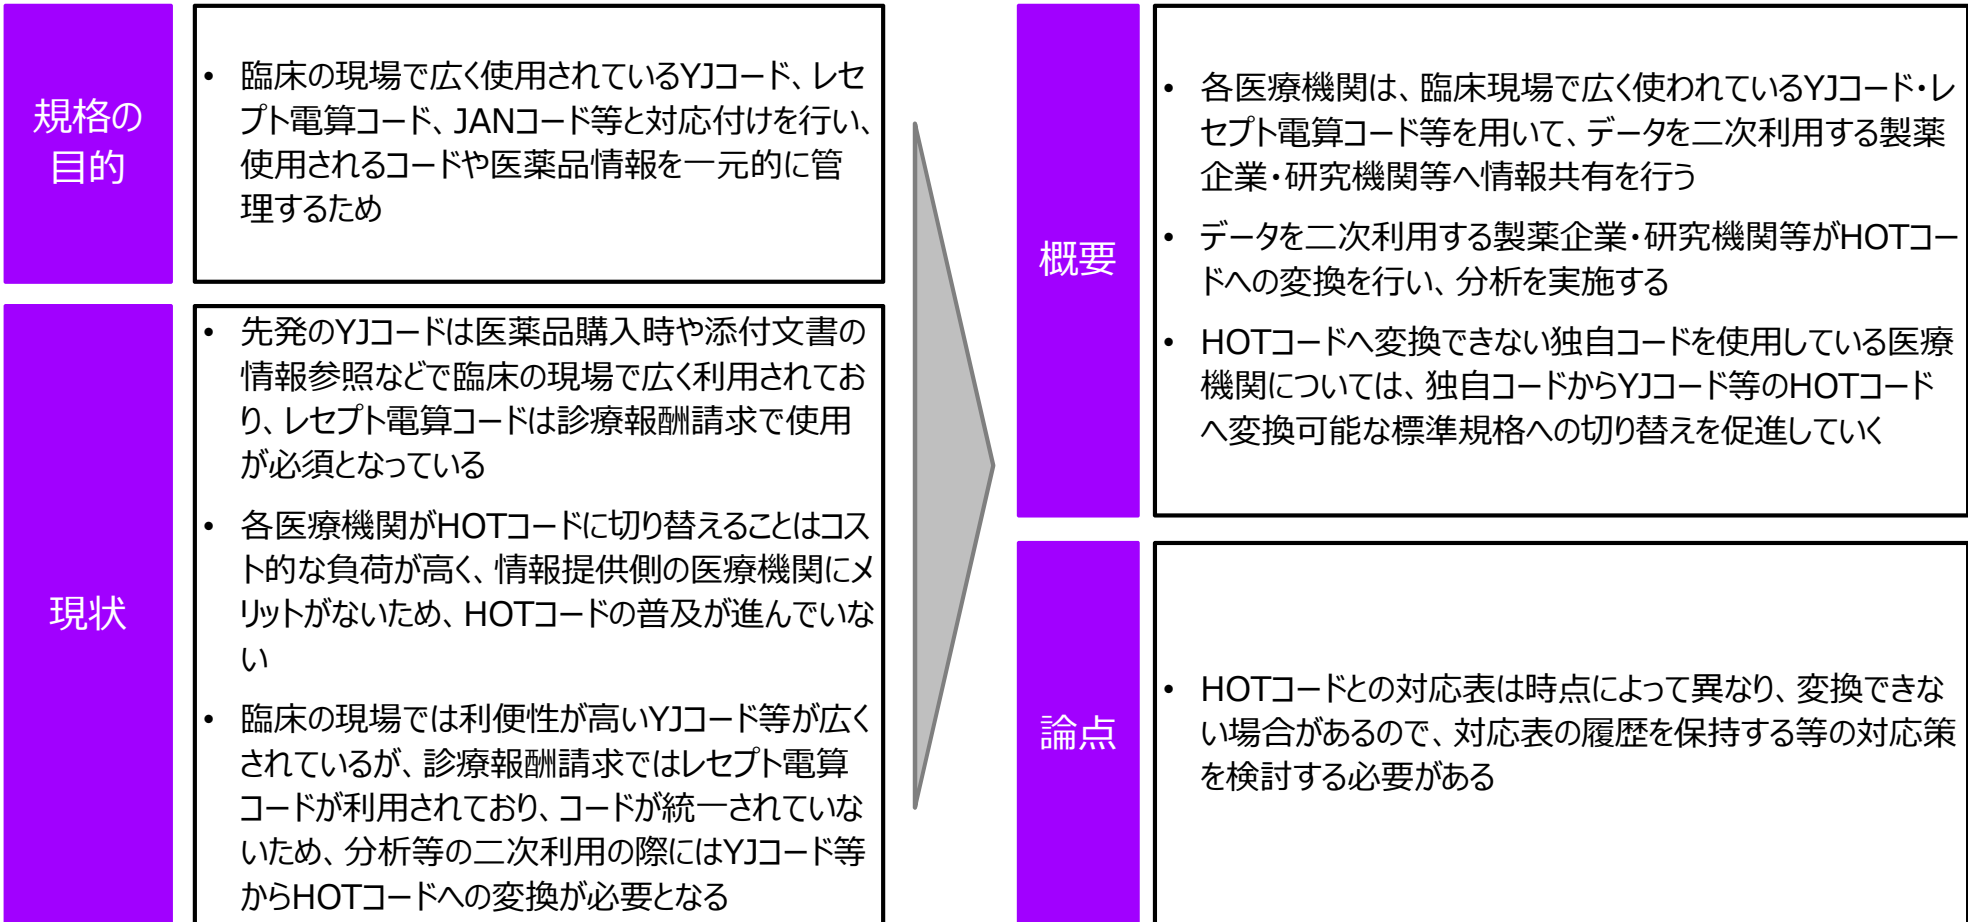 規格の
目的
• 臨床の現場で広く使用されているYJコード、レセ
プト電算コード、JANコード等と対応付けを行い、
使用されるコードや医薬品情報を一元的に管
理するため
現状
• 先発のYJコードは医薬品購入時や添付文書の
情報参照などで臨床の現場で広く利用されてお
り、レセプト電算コードは診療報酬請求で使用
が必須となっている
• 各医療機関がHOTコードに切り替えることはコス
ト的な負荷が高く、情報提供側の医療機関にメ
リットがないため、HOTコードの普及が進んでいな
い
• 臨床の現場では利便性が高いYJコード等が広く
されているが、診療報酬請求ではレセプト電算
コードが利用されており、コードが統一されていな
いため、分析等の二次利用の際にはYJコード等
からHOTコードへの変換が必要となる
概要
• 各医療機関は、臨床現場で広く使われているYJコード・レ
セプト電算コード等を用いて、データを二次利用する製薬
企業・研究機関等へ情報共有を行う
• データを二次利用する製薬企業・研究機関等がHOTコー
ドへの変換を行い、分析を実施する
• HOTコードへ変換できない独自コードを使用している医療
機関については、独自コードからYJコード等のHOTコード
へ変換可能な標準規格への切り替えを促進していく
論点
• HOTコードとの対応表は時点によって異なり、変換できな
い場合があるので、対応表の履歴を保持する等の対応策
を検討する必要がある